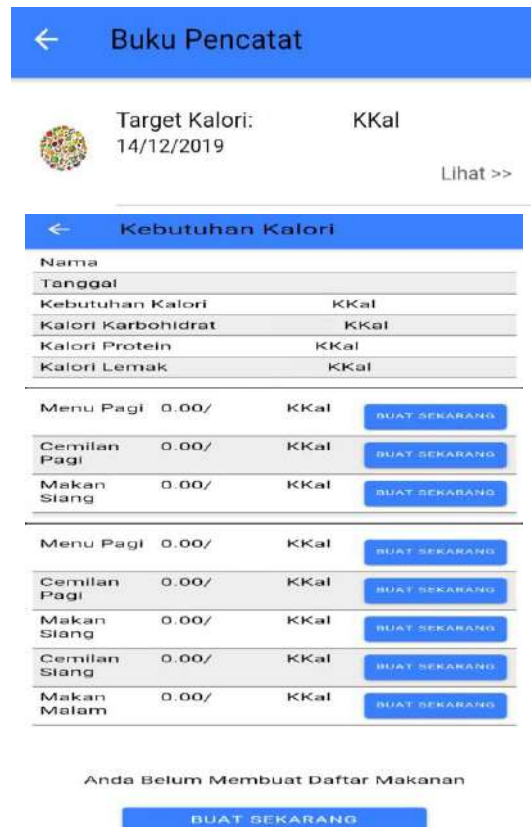 ← Buku Pencatat
Target Kalori: KKal
14/12/2019
Lihat >>
← Kebutuhan Kalori
Nama
Tanggal
Kebutuhan Kalori KKal
Kalori Karbohidrat KKal
Kalori Protein KKal
Kalori Lemak KKal
Menu Pagi 0.00/ KKal BUAT SEKARANG
Cemilan 0.00/ KKal BUAT SEKARANG
Pagi
Makan 0.00/ KKal BUAT SEKARANG
Siang
Menu Pagi 0.00/ KKal BUAT SEKARANG
Cemilan 0.00/ KKal BUAT SEKARANG
Pagi
Makan 0.00/ KKal BUAT SEKARANG
Siang
Cemilan 0.00/ KKal BUAT SEKARANG
Siang
Makan 0.00/ KKal BUAT SEKARANG
Malam
Anda Belum Membuat Daftar Makanan
BUAT SEKARANG